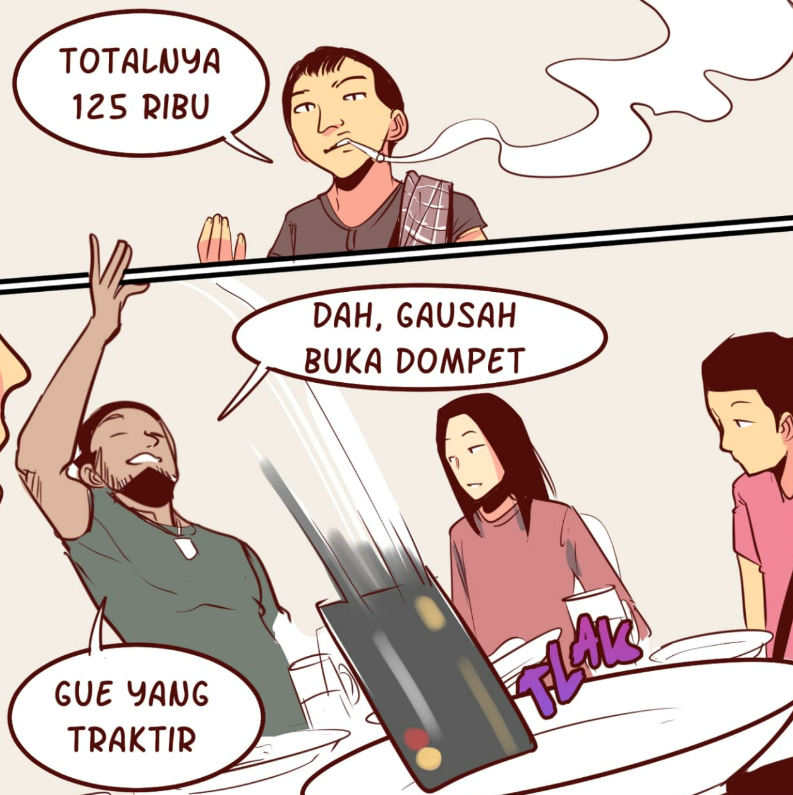 TOTALNYA
125 RIBU
DAH, GAUSAH
BUKA DOMPET
TLAK
GUE YANG
TRAKTIR